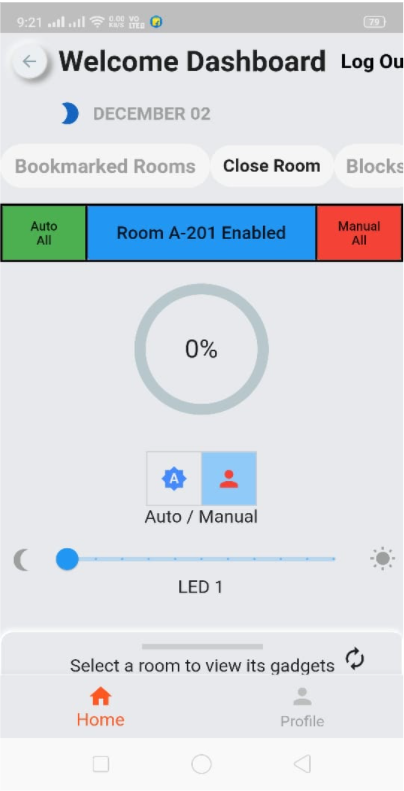 9:21 0.00 KB/S VO LTE 79
Welcome Dashboard Log Ou
DECEMBER 02
Bookmarked Rooms Close Room Blocks
Auto All Room A-201 Enabled Manual All
0%
A
Auto / Manual
LED 1
Select a room to view its gadgets
Home Profile